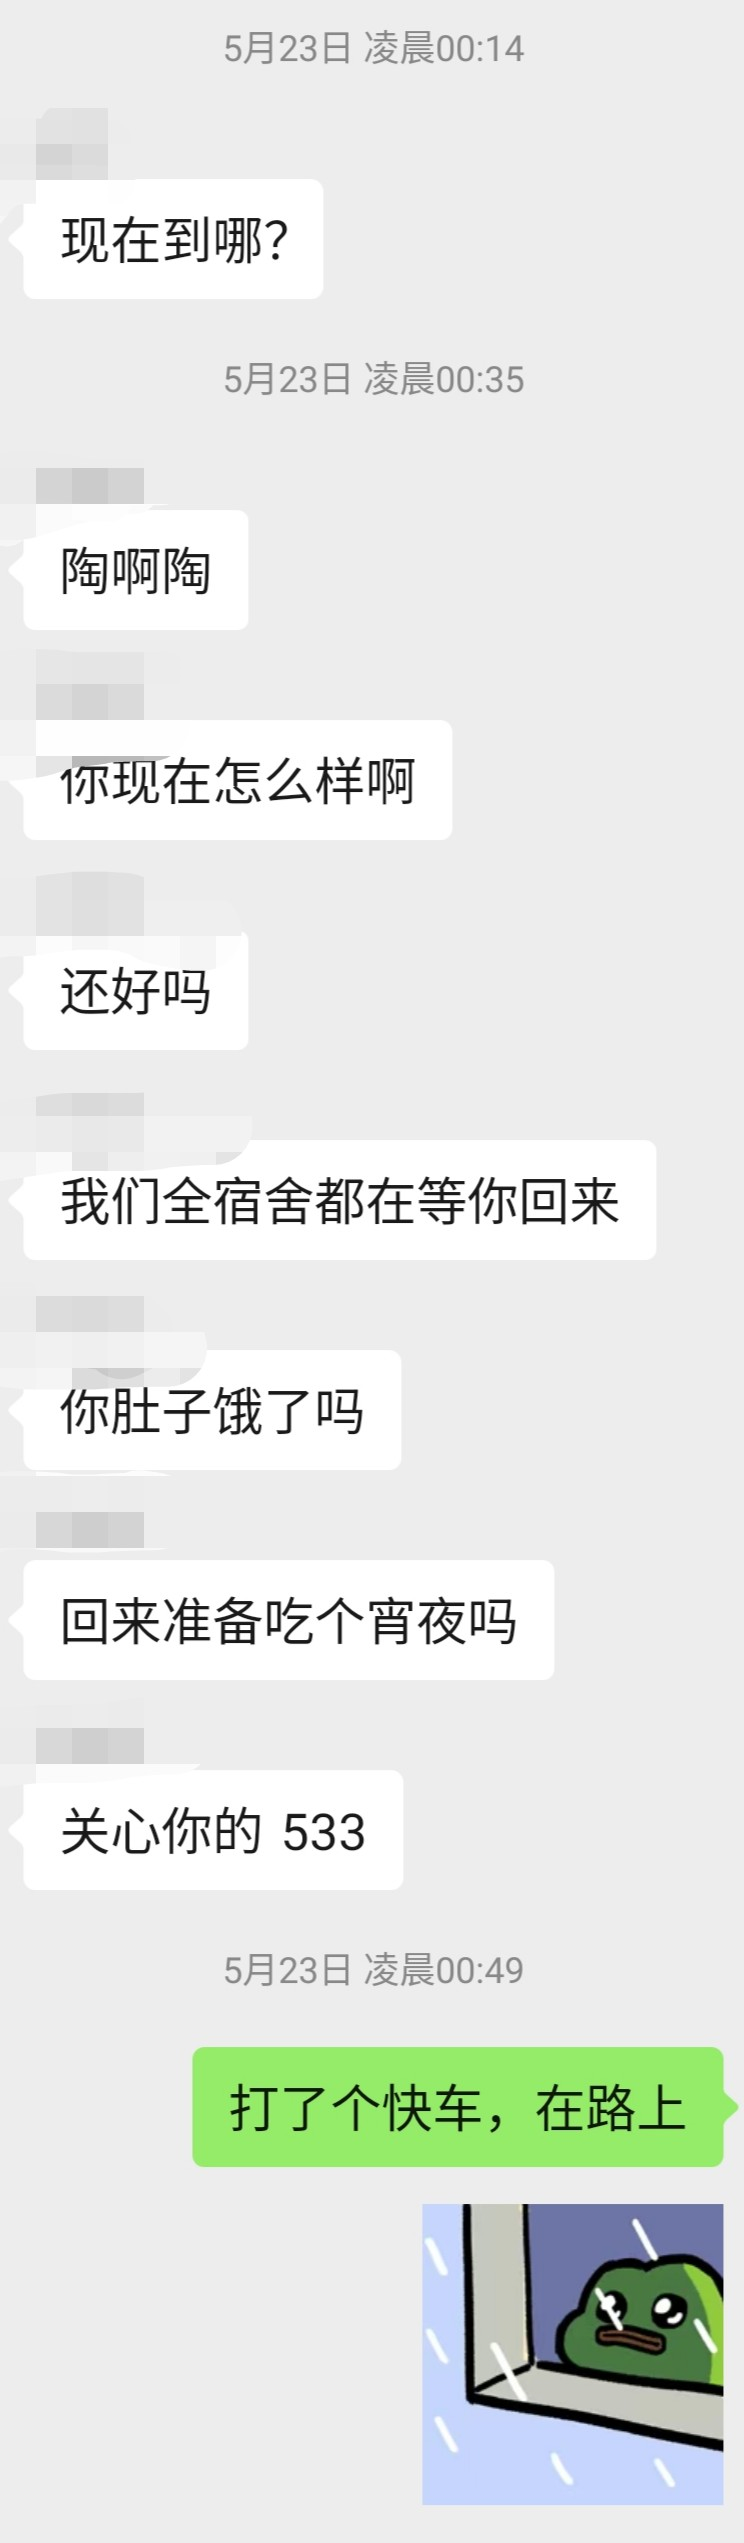 5月23日 凌晨00:14
现在到哪？
5月23日 凌晨00:35
陶啊陶
你现在怎么样啊
还好吗
我们全宿舍都在等你回来
你肚子饿了吗
回来准备吃个宵夜吗
关心你的 533
5月23日 凌晨00:49
打了个快车，在路上